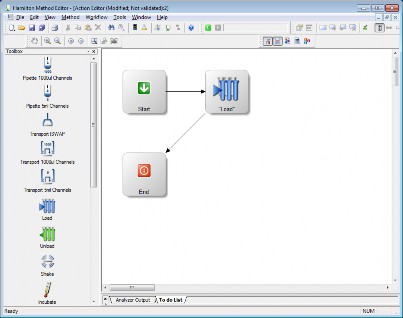 Hamilton Method Editor - [Action Editor (Modified, Not validated):2]
File Edit View Method Workflow Tools Window Help
Toolbox
Pipette 1000ul Channels
Pipette 5ml Channels
Transport ISWAP
Transport 1000ul Channels
Transport 5ml Channels
Load
Unload
Shake
Incubate
Start
"Load"
End
Analyzer Output
To do List
Ready
NUM